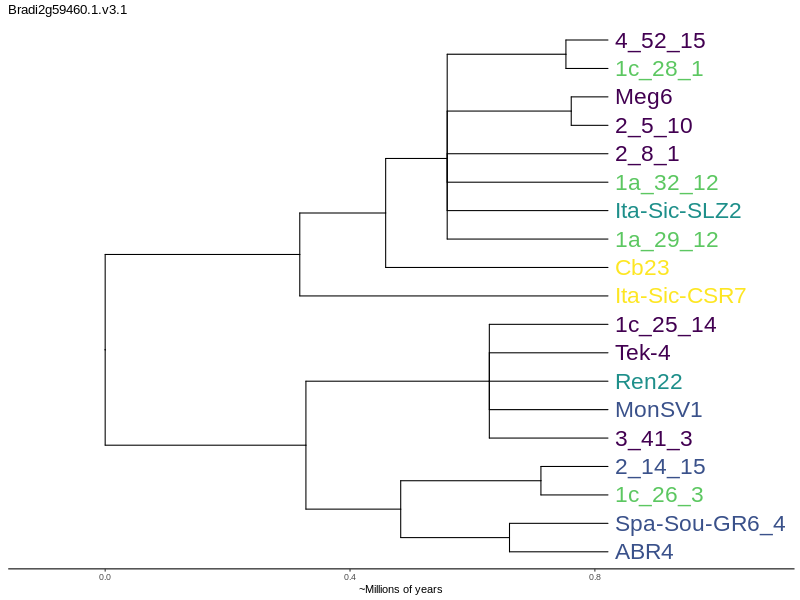 Bradi2g59460.1.v3.1
4_52_15
1c_28_1
Meg6
2_5_10
2_8_1
1a_32_12
Ita-Sic-SLZ2
1a_29_12
Cb23
Ita-Sic-CSR7
1c_25_14
Tek-4
Ren22
MonSV1
3_41_3
2_14_15
1c_26_3
Spa-Sou-GR6_4
ABR4
0.0 0.4 0.8
~Millions of years